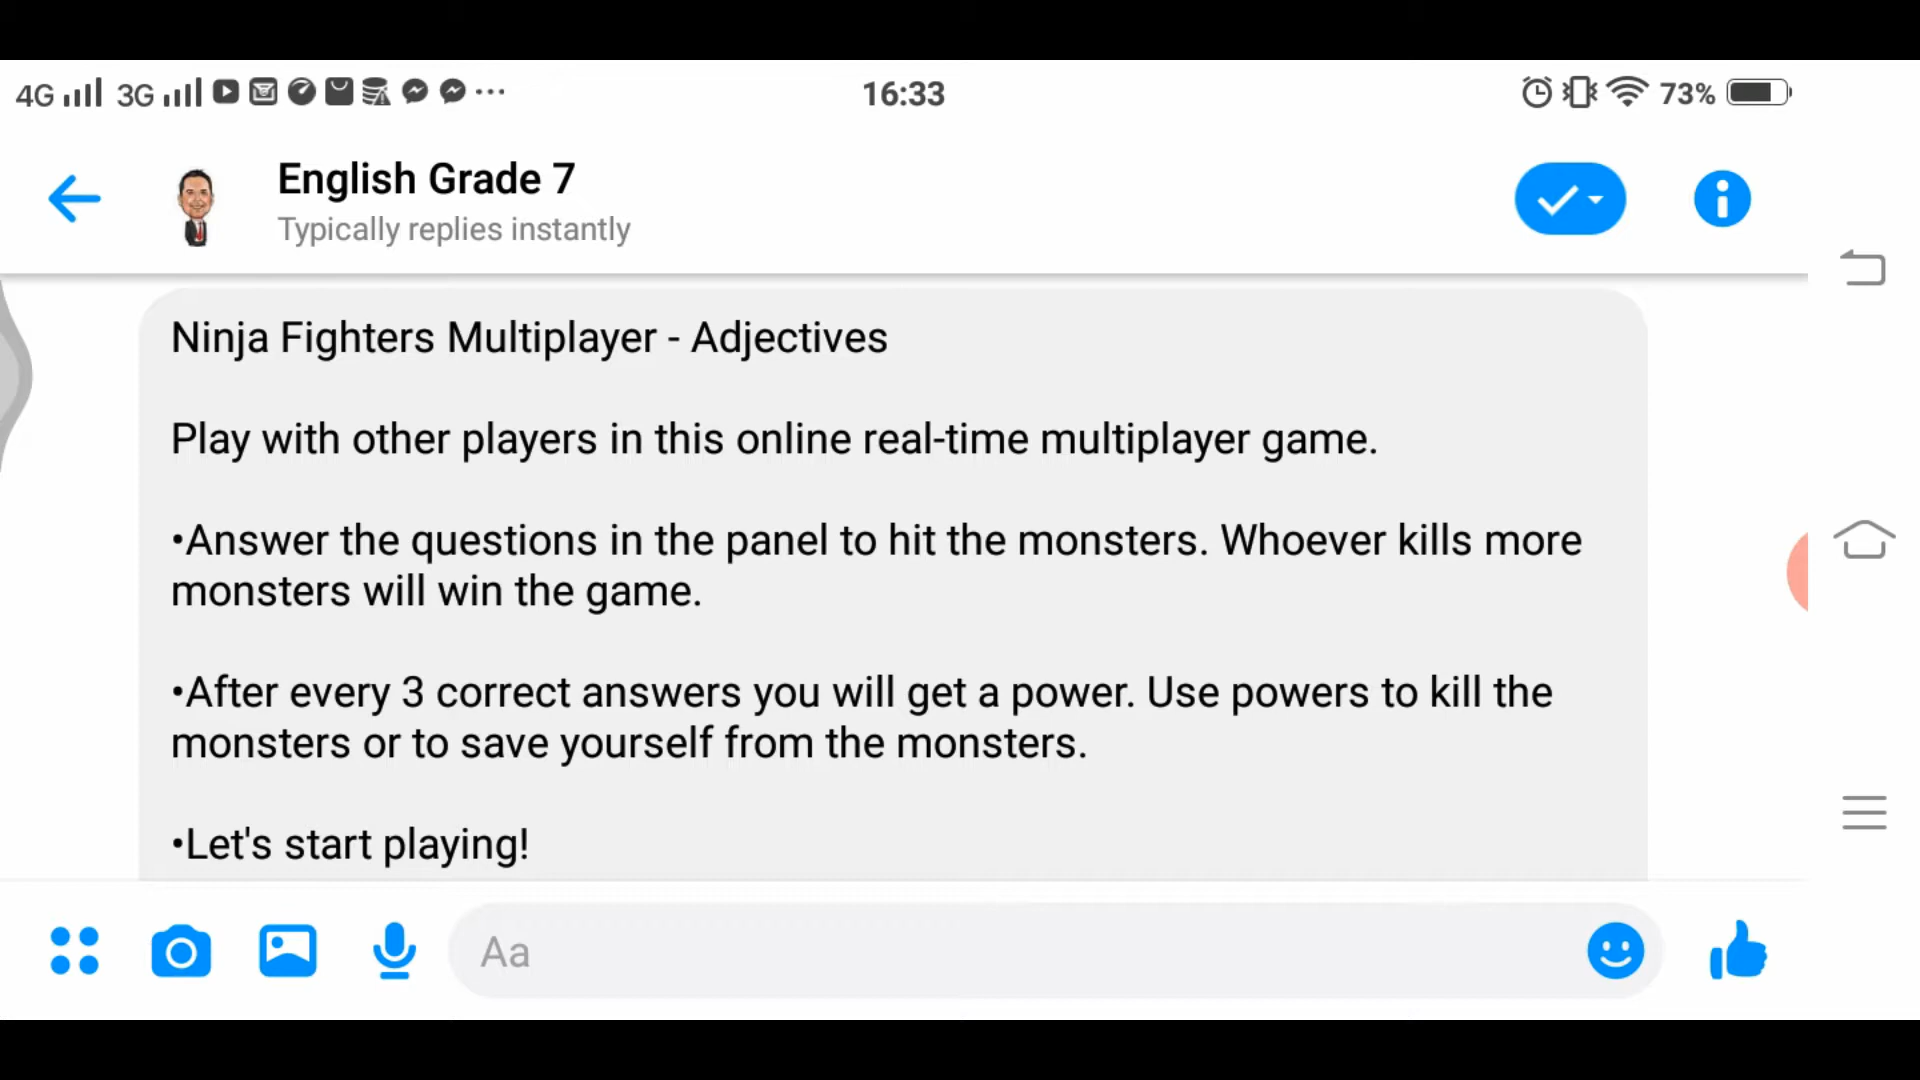 4G 3G 16:33 73%
English Grade 7
Typically replies instantly
Ninja Fighters Multiplayer - Adjectives
Play with other players in this online real-time multiplayer game.
•Answer the questions in the panel to hit the monsters. Whoever kills more
monsters will win the game.
•After every 3 correct answers you will get a power. Use powers to kill the
monsters or to save yourself from the monsters.
•Let's start playing!
Aa